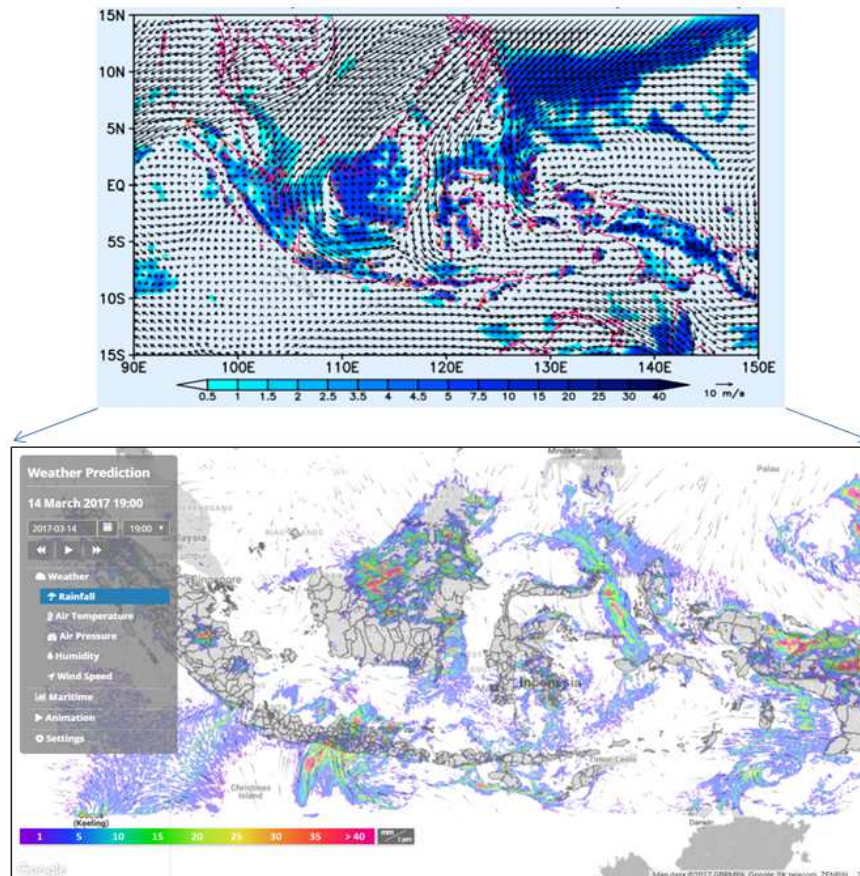 15N
10N
5N
EQ
5S
10S
15S
90E 100E 110E 120E 130E 140E 150E
0.5 1 1.5 2 2.5 3.5 4 4.5 5 7.5 10 15 20 25 30 40 10 m/s
Weather Prediction
14 March 2017 19:00
2017-03-14 19:00
Weather
Rainfall
Air Temperature
Air Pressure
Humidity
Wind Speed
Maritime
Animation
Settings
Palau
Singapore
Indonesia
Timor-Leste
Christmas
Island
(Keeling)
Darwin
1 5 10 15 20 25 30 35 > 40 mm
Google